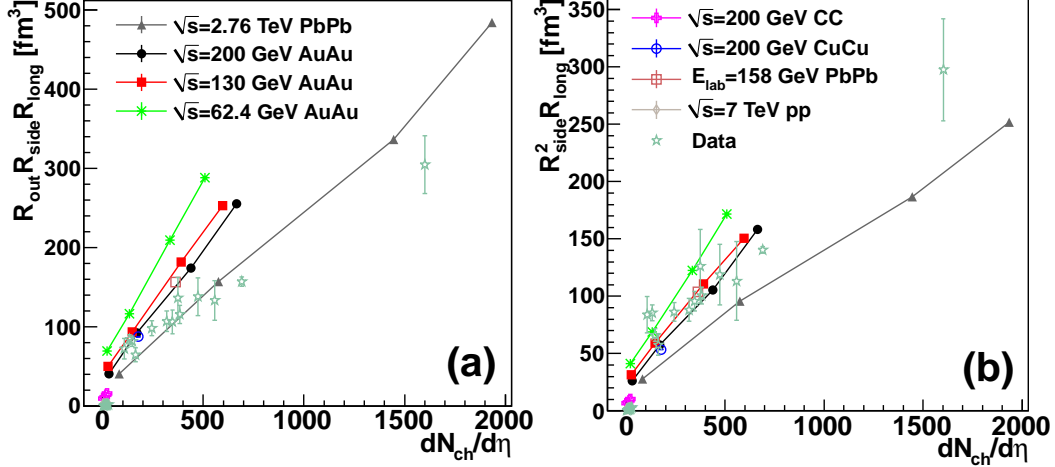 R_out R_side R_long [fm³]
500
400
300
200
100
0
√s=2.76 TeV PbPb
√s=200 GeV AuAu
√s=130 GeV AuAu
√s=62.4 GeV AuAu
(a)
0 500 1000 1500 2000
dN_ch/dη
R²_side R_long [fm³]
350
300
250
200
150
100
50
0
√s=200 GeV CC
√s=200 GeV CuCu
E_lab=158 GeV PbPb
√s=7 TeV pp
Data
(b)
0 500 1000 1500 2000
dN_ch/dη